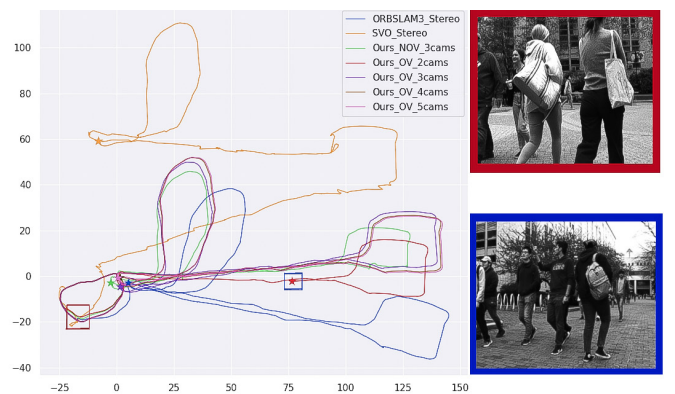 ORBSLAM3_Stereo
SVO_Stereo
Ours_NOV_3cams
Ours_OV_2cams
Ours_OV_3cams
Ours_OV_4cams
Ours_OV_5cams
100
80
60
40
20
0
−20
−40
−25 0 25 50 75 100 125 150